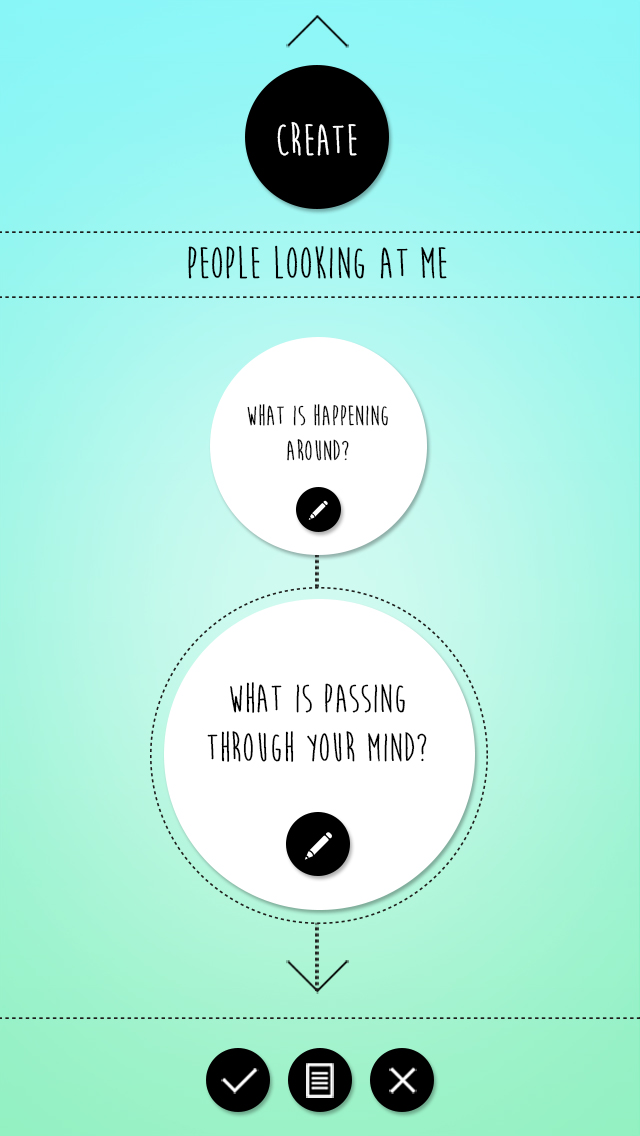 CREATE
PEOPLE LOOKING AT ME
WHAT IS HAPPENING
AROUND?
WHAT IS PASSING
THROUGH YOUR MIND?